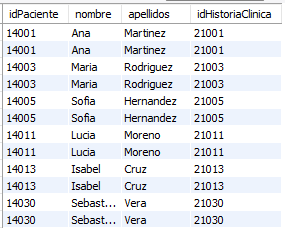 idPaciente nombre apellidos idHistoriaClinica
14001 Ana Martinez 21001
14001 Ana Martinez 21001
14003 Maria Rodriguez 21003
14003 Maria Rodriguez 21003
14005 Sofia Hernandez 21005
14005 Sofia Hernandez 21005
14011 Lucia Moreno 21011
14011 Lucia Moreno 21011
14013 Isabel Cruz 21013
14013 Isabel Cruz 21013
14030 Sebast... Vera 21030
14030 Sebast... Vera 21030